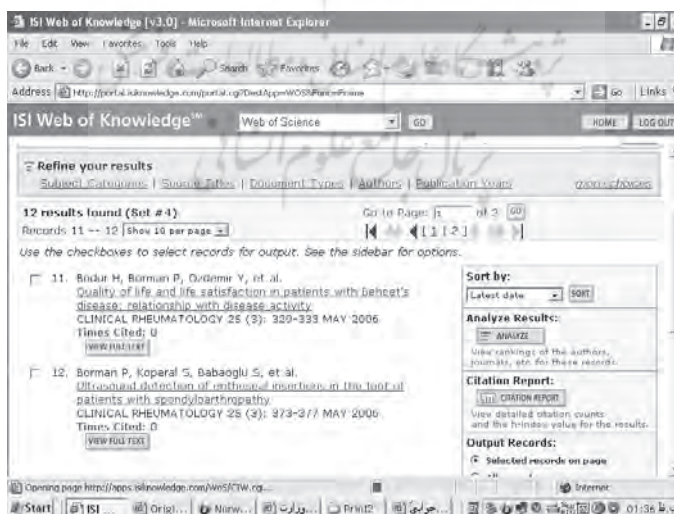 ISI Web of Knowledge [v3.0] - Microsoft Internet Explorer
File Edit View Favorites Tools Help
Back Search Favorites
Address http://portal.isiknowledge.com/portal.cgi?DestApp=WOS&Func=Frame Go Links
ISI Web of Knowledge℠ Web of Science GO HOME LOG OUT
Refine your results
Subject Categories | Source Titles | Document Types | Authors | Publication Years more choices
12 results found (Set #4) Go to Page: 1 of 2 GO
Records 11 -- 12 Show 10 per page [ 1 | 2 ]
Use the checkboxes to select records for output. See the sidebar for options.
11. Bodur H, Borman P, Ozdemir Y, et al.
Quality of life and life satisfaction in patients with Behcet's
disease: relationship with disease activity
CLINICAL RHEUMATOLOGY 25 (3): 329-333 MAY 2006
Times Cited: 0
VIEW FULL TEXT
12. Borman P, Koparal S, Babaoglu S, et al.
Ultrasound detection of entheseal insertions in the foot of
patients with spondyloarthropathy
CLINICAL RHEUMATOLOGY 25 (3): 373-377 MAY 2006
Times Cited: 0
VIEW FULL TEXT
Sort by:
Latest date SORT
Analyze Results:
ANALYZE
View rankings of the authors,
journals, etc. for these records.
Citation Report:
CITATION REPORT
View detailed citation counts
and the h-index value for the results.
Output Records:
Selected records on page
Opening page http://apps.isiknowledge.com/WoS/CIW.cgi... Internet
Start ISI ... Origi... Nurw... وزارت... Print2 ...حولي 01:36
پرتال جامع علوم انسانی